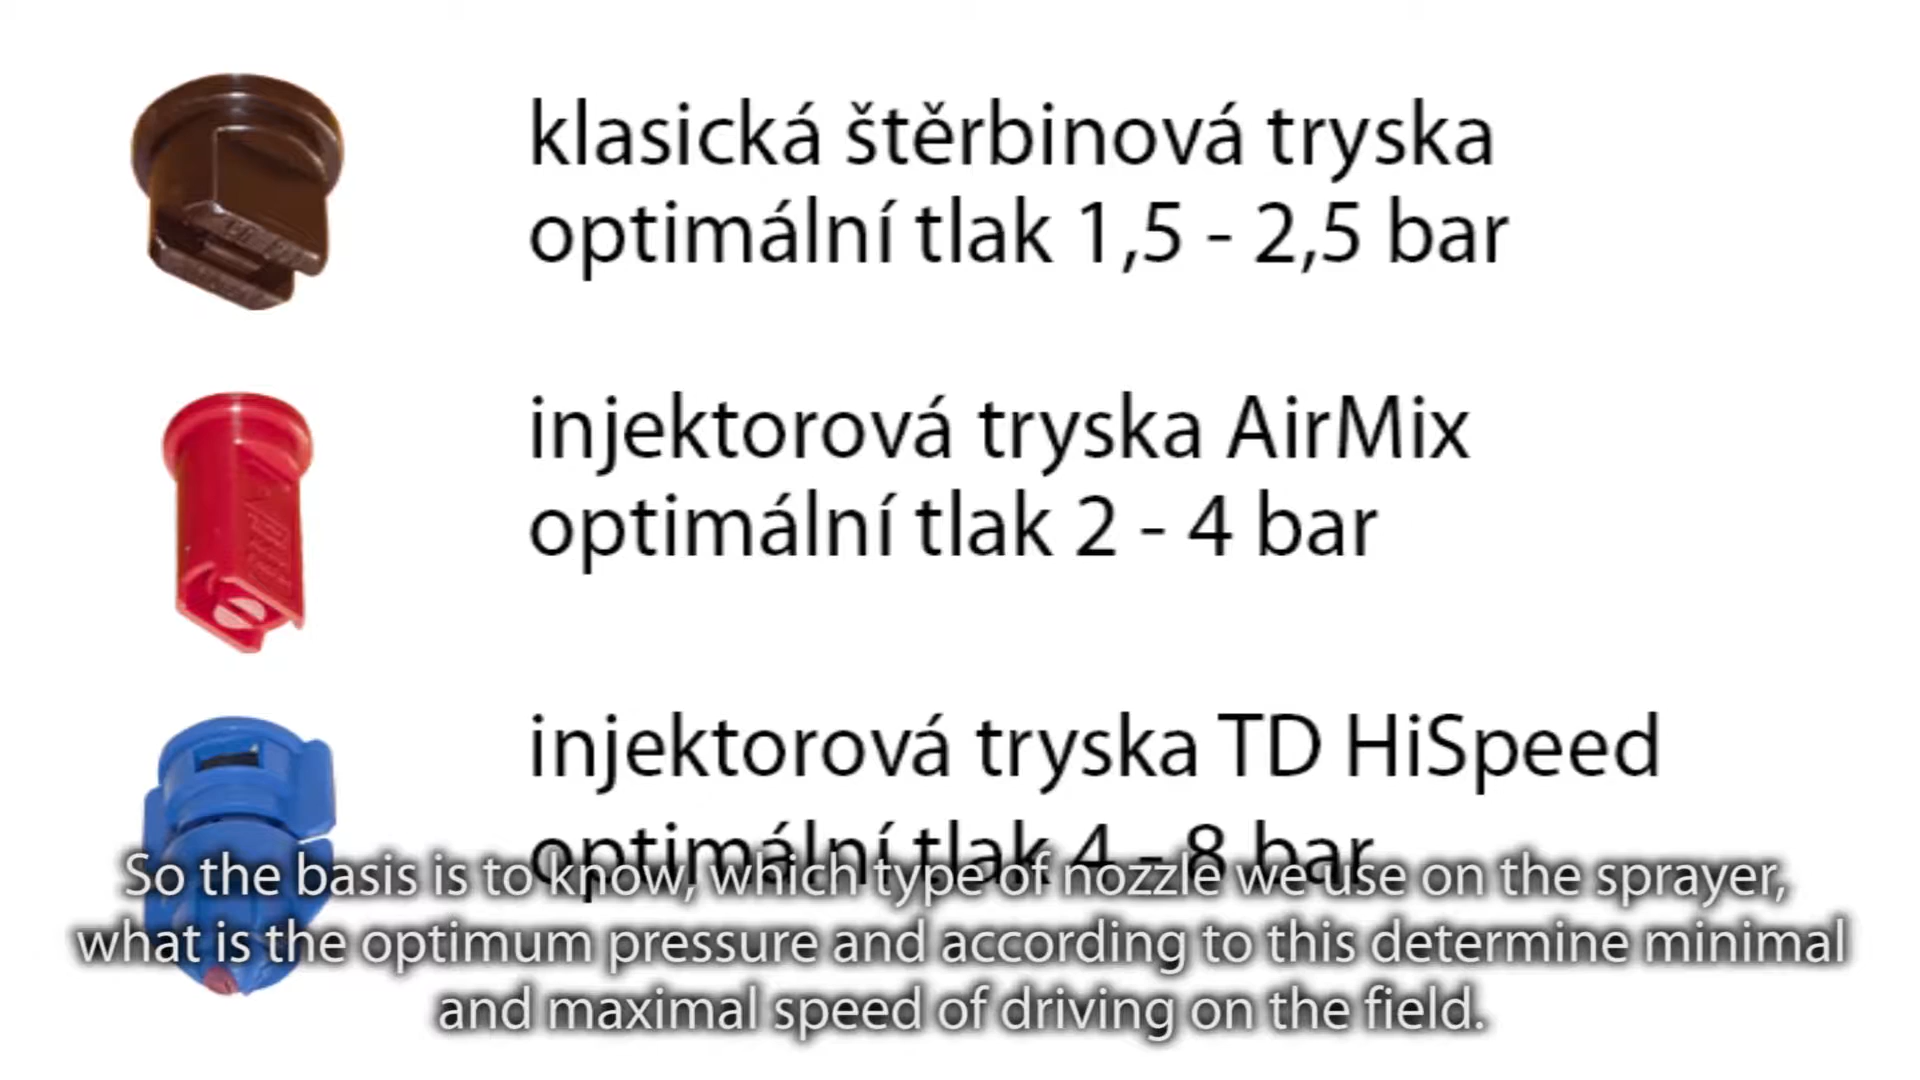 klasická štěrbinová tryska
optimální tlak 1,5 - 2,5 bar
injektorová tryska AirMix
optimální tlak 2 - 4 bar
injektorová tryska TD HiSpeed
optimální tlak 4 - 8 bar
So the basis is to know, which type of nozzle we use on the sprayer,
what is the optimum pressure and according to this determine minimal
and maximal speed of driving on the field.